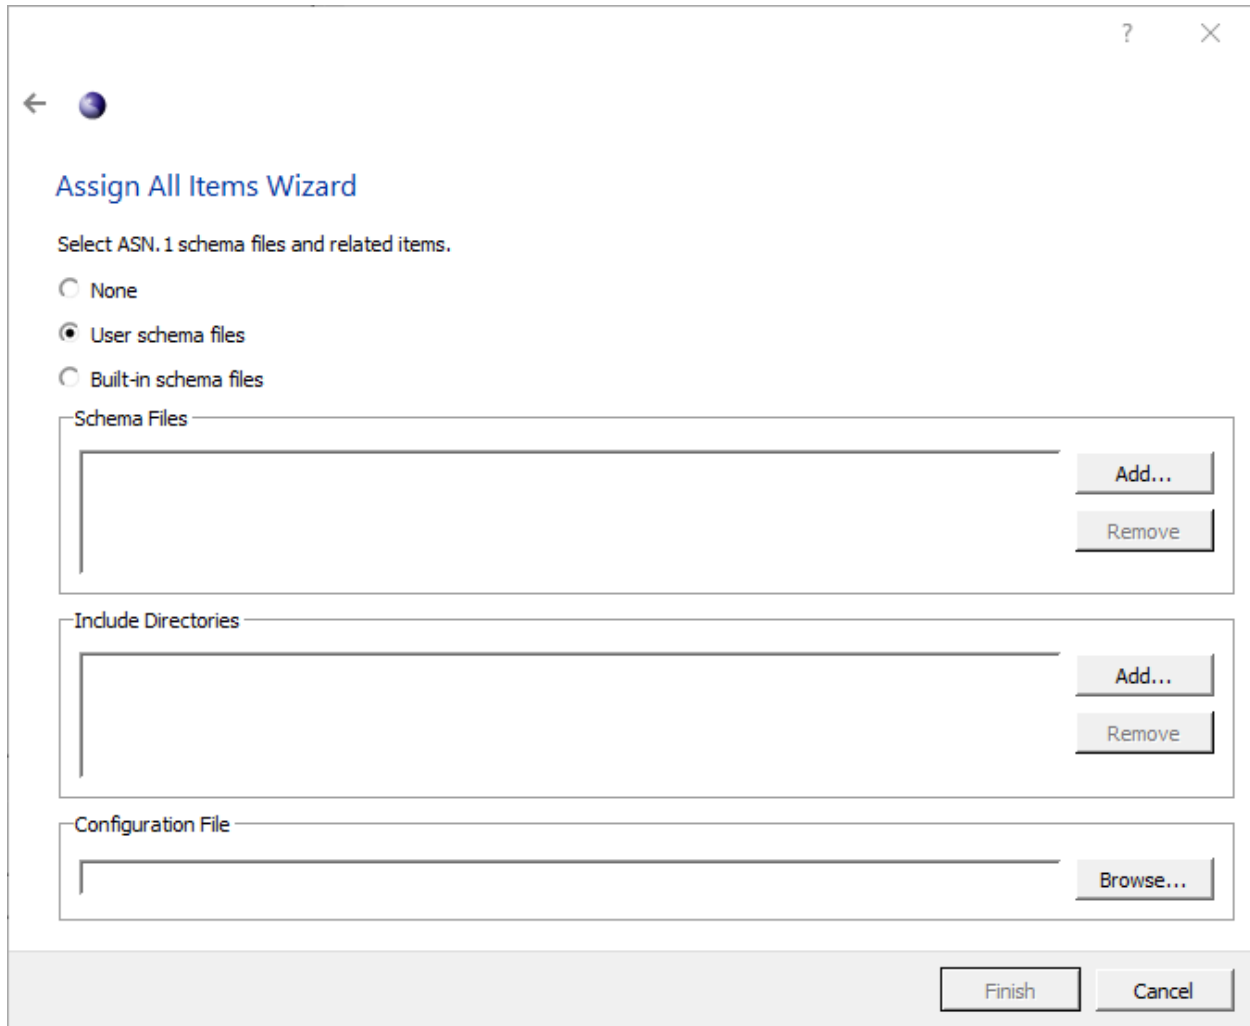 ?
Assign All Items Wizard
Select ASN.1 schema files and related items.
None
User schema files
Built-in schema files
Schema Files
Add...
Remove
Include Directories
Add...
Remove
Configuration File
Browse...
Finish
Cancel